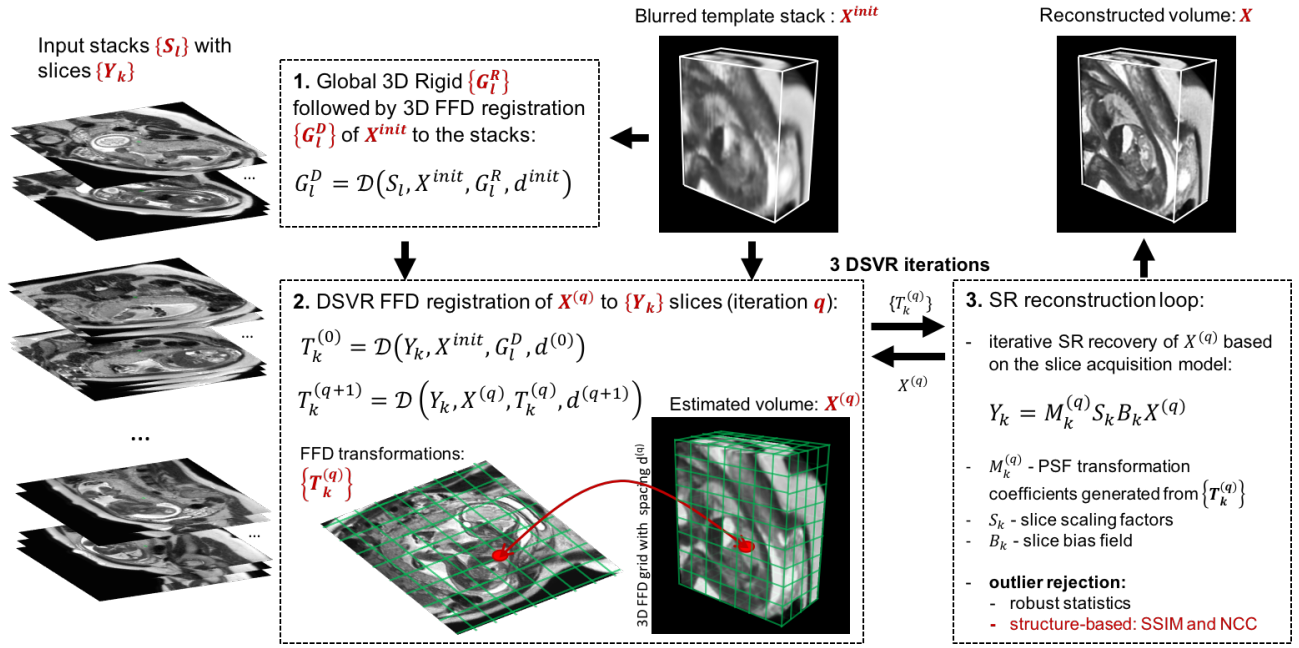 Input stacks {S_l} with
slices {Y_k}
...
...
...
...
...
1. Global 3D Rigid {G_l^R}
followed by 3D FFD registration
{G_l^D} of X^init to the stacks:
G_l^D = 𝒟(S_l, X^init, G_l^R, d^init)
Blurred template stack : X^init
Reconstructed volume: X
2. DSVR FFD registration of X^(q) to {Y_k} slices (iteration q):
T_k^(0) = 𝒟(Y_k, X^init, G_l^D, d^(0))
T_k^(q+1) = 𝒟(Y_k, X^(q), T_k^(q), d^(q+1))
FFD transformations:
{T_k^(q)}
Estimated volume: X^(q)
3D FFD grid with spacing d^(q)
3 DSVR iterations
{T_k^(q)}
X^(q)
3. SR reconstruction loop:
- iterative SR recovery of X^(q) based
on the slice acquisition model:
Y_k = M_k^(q) S_k B_k X^(q)
- M_k^(q) - PSF transformation
coefficients generated from {T_k^(q)}
- S_k - slice scaling factors
- B_k - slice bias field
- outlier rejection:
- robust statistics
- structure-based: SSIM and NCC